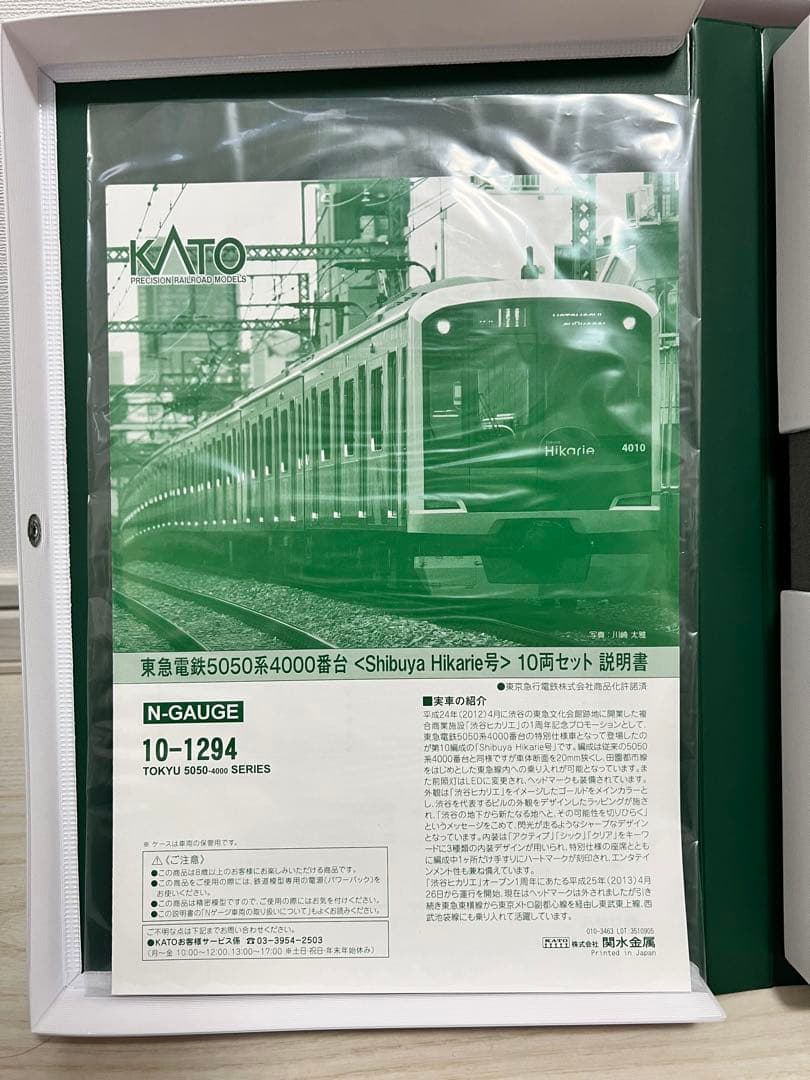 KATO
PRECISION RAILROAD MODELS
Hikarie
4010
写真：川崎 太雅
東急電鉄5050系4000番台 <Shibuya Hikarie号> 10両セット 説明書
●東京急行電鉄株式会社商品化許諾済
N-GAUGE
10-1294
TOKYU 5050-4000 SERIES
※ ケースは車両の保管用です。
⚠〈ご注意〉
●この商品は8歳以上のお客様にお楽しみいただける商品です。
●この商品をご使用の際には、鉄道模型専用の電源（パワーパック）を
お使いください。
●この商品は精密模型ですので、ご使用の際にはお気を付けください。
●この説明書の「Nゲージ車両の取り扱いについて」もよくお読みください。
ご不明な点は下記までお問い合わせください。
●KATOお客様サービス係 ☎03-3954-2503
（月〜金 10:00〜12:00、13:00〜17:00 ※土日・祝日・年末年始休み）
■実車の紹介
平成24年（2012）4月に渋谷の東急文化会館跡地に開業した複
合商業施設「渋谷ヒカリエ」の1周年記念プロモーションとして、
東急電鉄5050系4000番台の特別仕様車として登場したの
が第10編成の「Shibuya Hikarie号」です。編成は従来の5050
系4000番台と同様ですが車体断面を20mm狭くし、田園都市線
をはじめとした東急線内への乗り入れが可能となっています。ま
た前照灯はLEDに変更され、ヘッドマークも装備されています。
外観は「渋谷ヒカリエ」をイメージしたゴールドをメインカラーと
し、渋谷を代表するビルの外観をデザインしたラッピングが施さ
れ、「渋谷の地下から新たなる地へと、その可能性を切りひらく」
というメッセージをこめて、閃光が走るようなシャープなデザイン
となっています。内装は「アクティブ」「シック」「クリア」をキーワ
ードに3種類の内装デザインが用いられ、特別仕様の座席ととも
に編成中1ヶ所だけ手すりにハートマークが刻印され、エンタテイ
ンメント性も兼ね備えています。
「渋谷ヒカリエ」オープン1周年にあたる平成25年（2013）4月
26日から運行を開始、現在はヘッドマークは外されましたが引き
続き東急東横線から東京メトロ副都心線を経由し東武東上線、西
武池袋線にも乗り入れて活躍しています。
010-3463 LOT 3510905
KATO 株式会社 関水金属
Printed in Japan